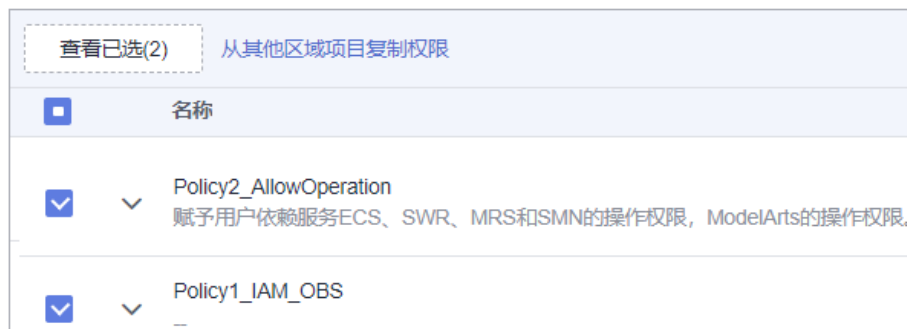 查看已选(2) 从其他区域项目复制权限
名称
Policy2_AllowOperation
赋予用户依赖服务ECS、SWR、MRS和SMN的操作权限，ModelArts的操作权限
Policy1_IAM_OBS
--